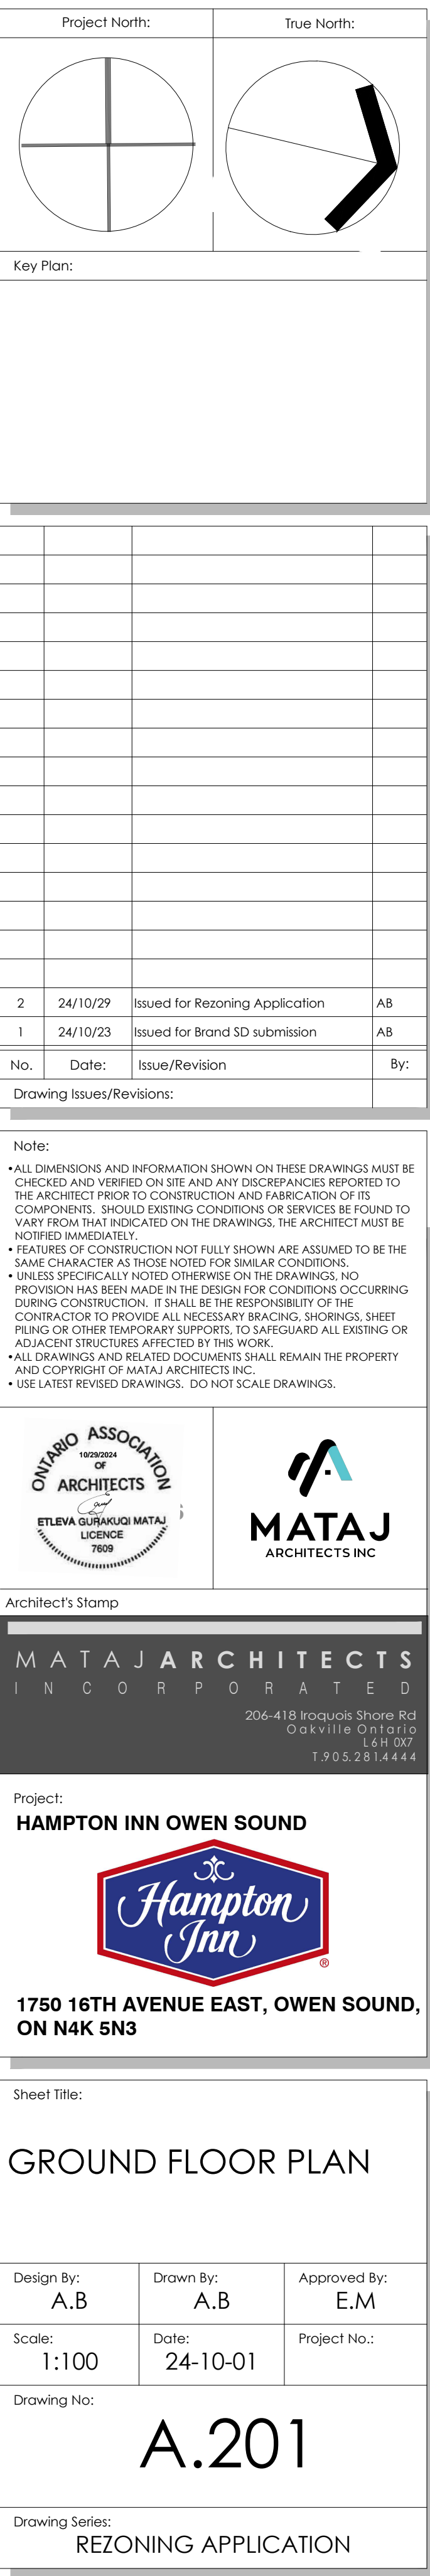 Project North:
True North:
Key Plan:
2 24/10/29 Issued for Rezoning Application AB
1 24/10/23 Issued for Brand SD submission AB
No. Date: Issue/Revision By:
Drawing Issues/Revisions:
Note:
•ALL DIMENSIONS AND INFORMATION SHOWN ON THESE DRAWINGS MUST BE
CHECKED AND VERIFIED ON SITE AND ANY DISCREPANCIES REPORTED TO
THE ARCHITECT PRIOR TO CONSTRUCTION AND FABRICATION OF ITS
COMPONENTS. SHOULD EXISTING CONDITIONS OR SERVICES BE FOUND TO
VARY FROM THAT INDICATED ON THE DRAWINGS, THE ARCHITECT MUST BE
NOTIFIED IMMEDIATELY.
• FEATURES OF CONSTRUCTION NOT FULLY SHOWN ARE ASSUMED TO BE THE
SAME CHARACTER AS THOSE NOTED FOR SIMILAR CONDITIONS.
• UNLESS SPECIFICALLY NOTED OTHERWISE ON THE DRAWINGS, NO
PROVISION HAS BEEN MADE IN THE DESIGN FOR CONDITIONS OCCURRING
DURING CONSTRUCTION. IT SHALL BE THE RESPONSIBILITY OF THE
CONTRACTOR TO PROVIDE ALL NECESSARY BRACING, SHORINGS, SHEET
PILING OR OTHER TEMPORARY SUPPORTS, TO SAFEGUARD ALL EXISTING OR
ADJACENT STRUCTURES AFFECTED BY THIS WORK.
•ALL DRAWINGS AND RELATED DOCUMENTS SHALL REMAIN THE PROPERTY
AND COPYRIGHT OF MATAJ ARCHITECTS INC.
• USE LATEST REVISED DRAWINGS. DO NOT SCALE DRAWINGS.
ONTARIO ASSOCIATION
10/29/2024
OF
ARCHITECTS
ETLEVA GURAKUQI MATAJ
LICENCE
7609
MATAJ
ARCHITECTS INC
Architect's Stamp
MATAJARCHITECTS
INCORPORATED
206-418 Iroquois Shore Rd
Oakville Ontario
L6H 0X7
T.905.281.4444
Project:
HAMPTON INN OWEN SOUND
Hampton
Inn
®
1750 16TH AVENUE EAST, OWEN SOUND,
ON N4K 5N3
Sheet Title:
GROUND FLOOR PLAN
Design By: Drawn By: Approved By:
A.B A.B E.M
Scale: Date: Project No.:
1:100 24-10-01
Drawing No:
A.201
Drawing Series:
REZONING APPLICATION